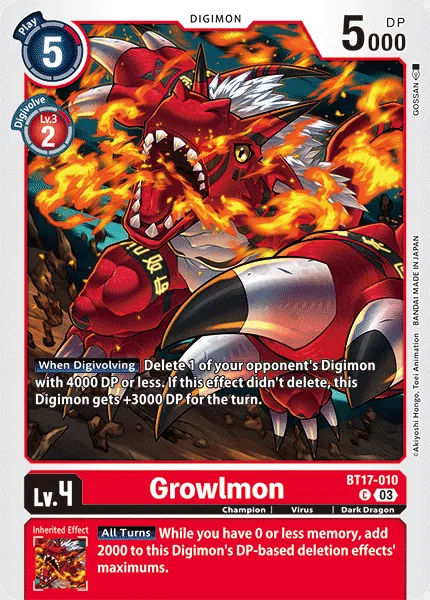 DIGIMON
Play
5
DP
5000
Digivolve
Lv.3
2
GOSSAN
©Akiyoshi Hongo, Toei Animation BANDAI MADE IN JAPAN
When Digivolving Delete 1 of your opponent's Digimon
with 4000 DP or less. If this effect didn't delete, this
Digimon gets +3000 DP for the turn.
Lv.4
Growlmon
BT17-010
C 03
Champion | Virus | Dark Dragon
Inherited Effect
All Turns While you have 0 or less memory, add
2000 to this Digimon's DP-based deletion effects'
maximums.